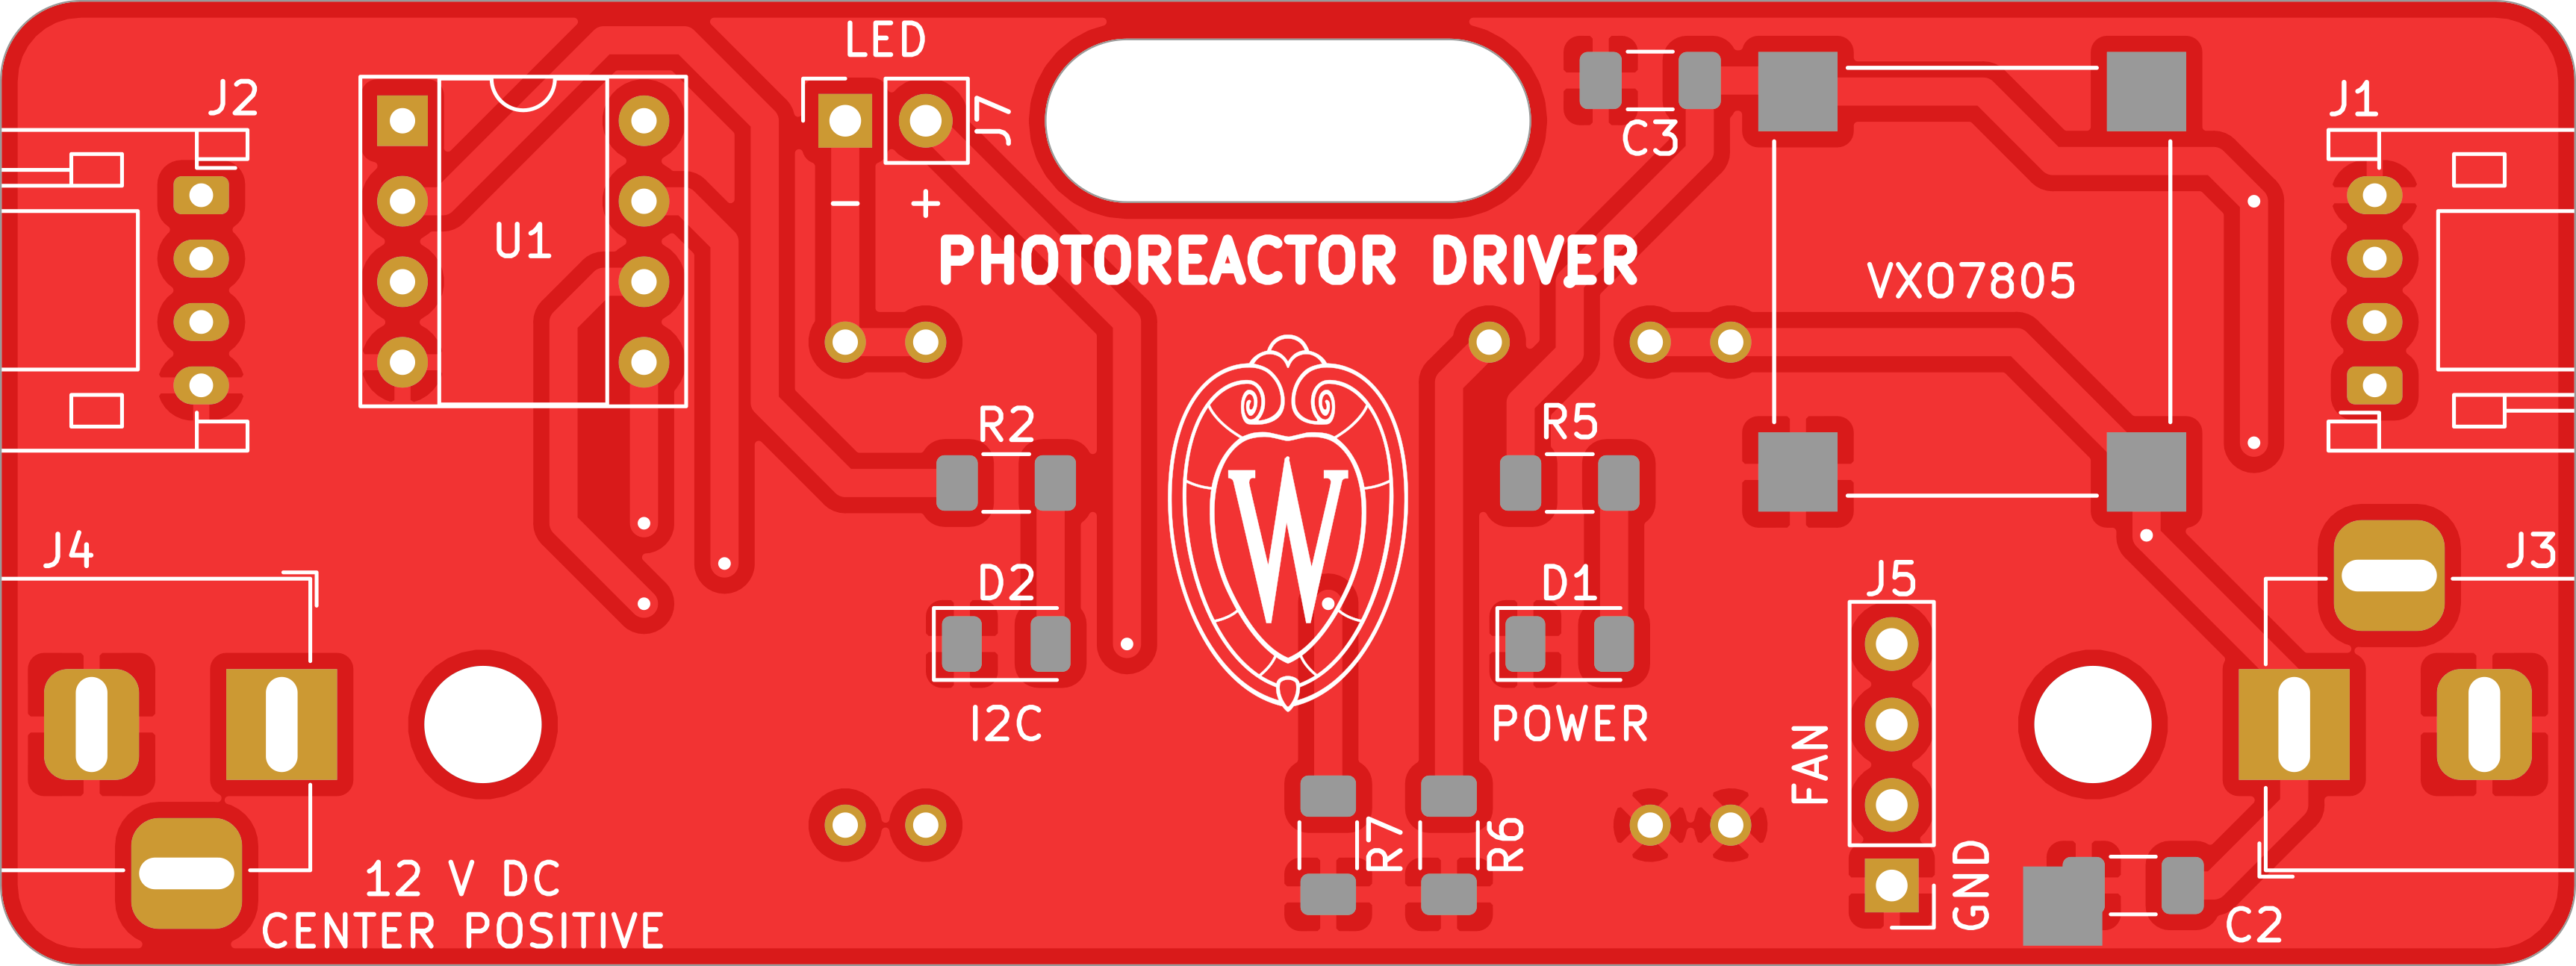 LED
J2
J7
C3
J1
U1
- +
PHOTOREACTOR DRIVER
VXO7805
R2
R5
W
J4
J3
D2
D1
J5
I2C
POWER
FAN
R7
R6
GND
12 V DC
CENTER POSITIVE
C2